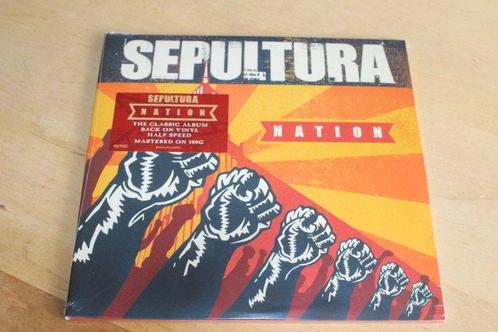 SEPULTURA
NATION
SEPULTURA
NATION
THE CLASSIC ALBUM
BACK ON VINYL
HALF SPEED
MASTERED ON 180G